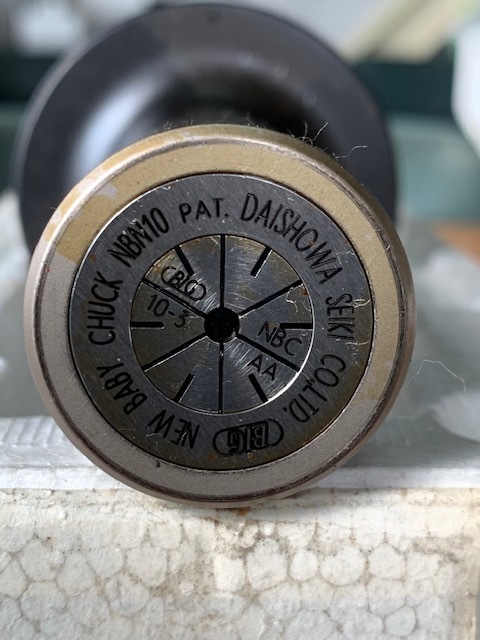 NEW BABY CHUCK NBN10 PAT. DAISHOWA SEIKI CO.,LTD.
BIG
BIG
10-3
NBC
AA